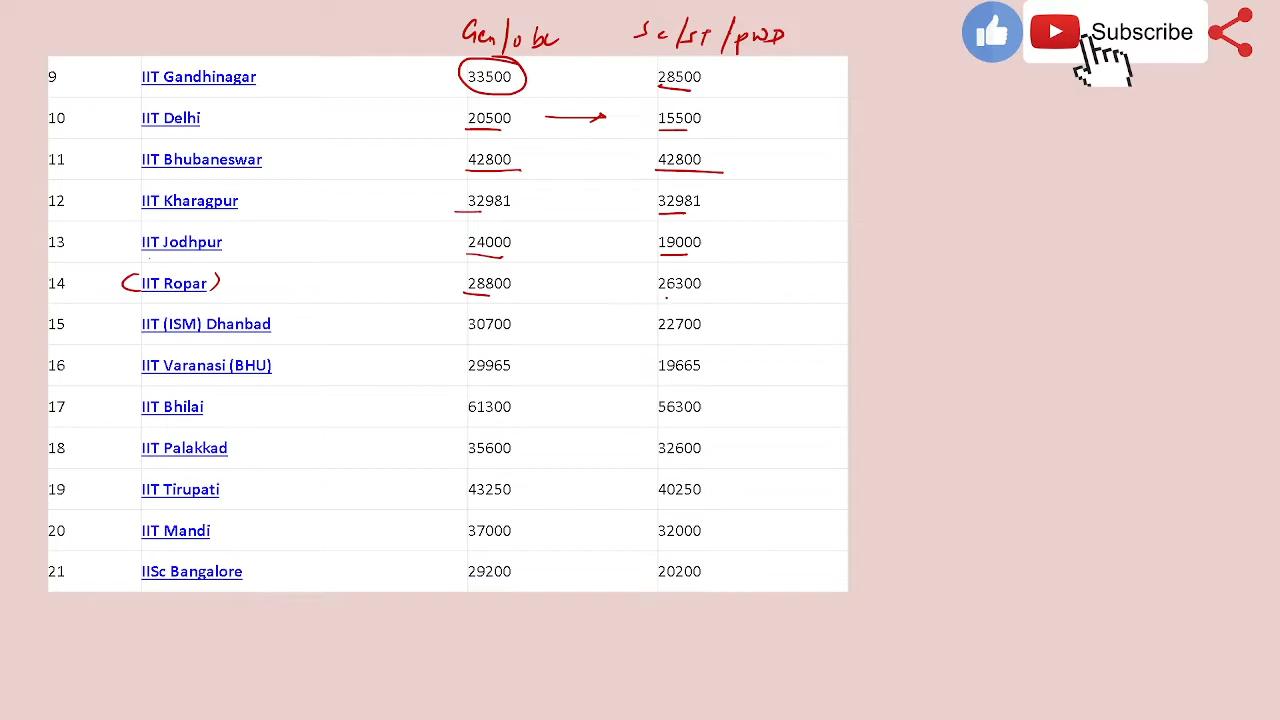 Gen/obc Sc/ST/PWD Subscribe
9 IIT Gandhinagar 33500 28500
10 IIT Delhi 20500 15500
11 IIT Bhubaneswar 42800 42800
12 IIT Kharagpur 32981 32981
13 IIT Jodhpur 24000 19000
14 (IIT Ropar) 28800 26300
15 IIT (ISM) Dhanbad 30700 22700
16 IIT Varanasi (BHU) 29965 19665
17 IIT Bhilai 61300 56300
18 IIT Palakkad 35600 32600
19 IIT Tirupati 43250 40250
20 IIT Mandi 37000 32000
21 IISc Bangalore 29200 20200